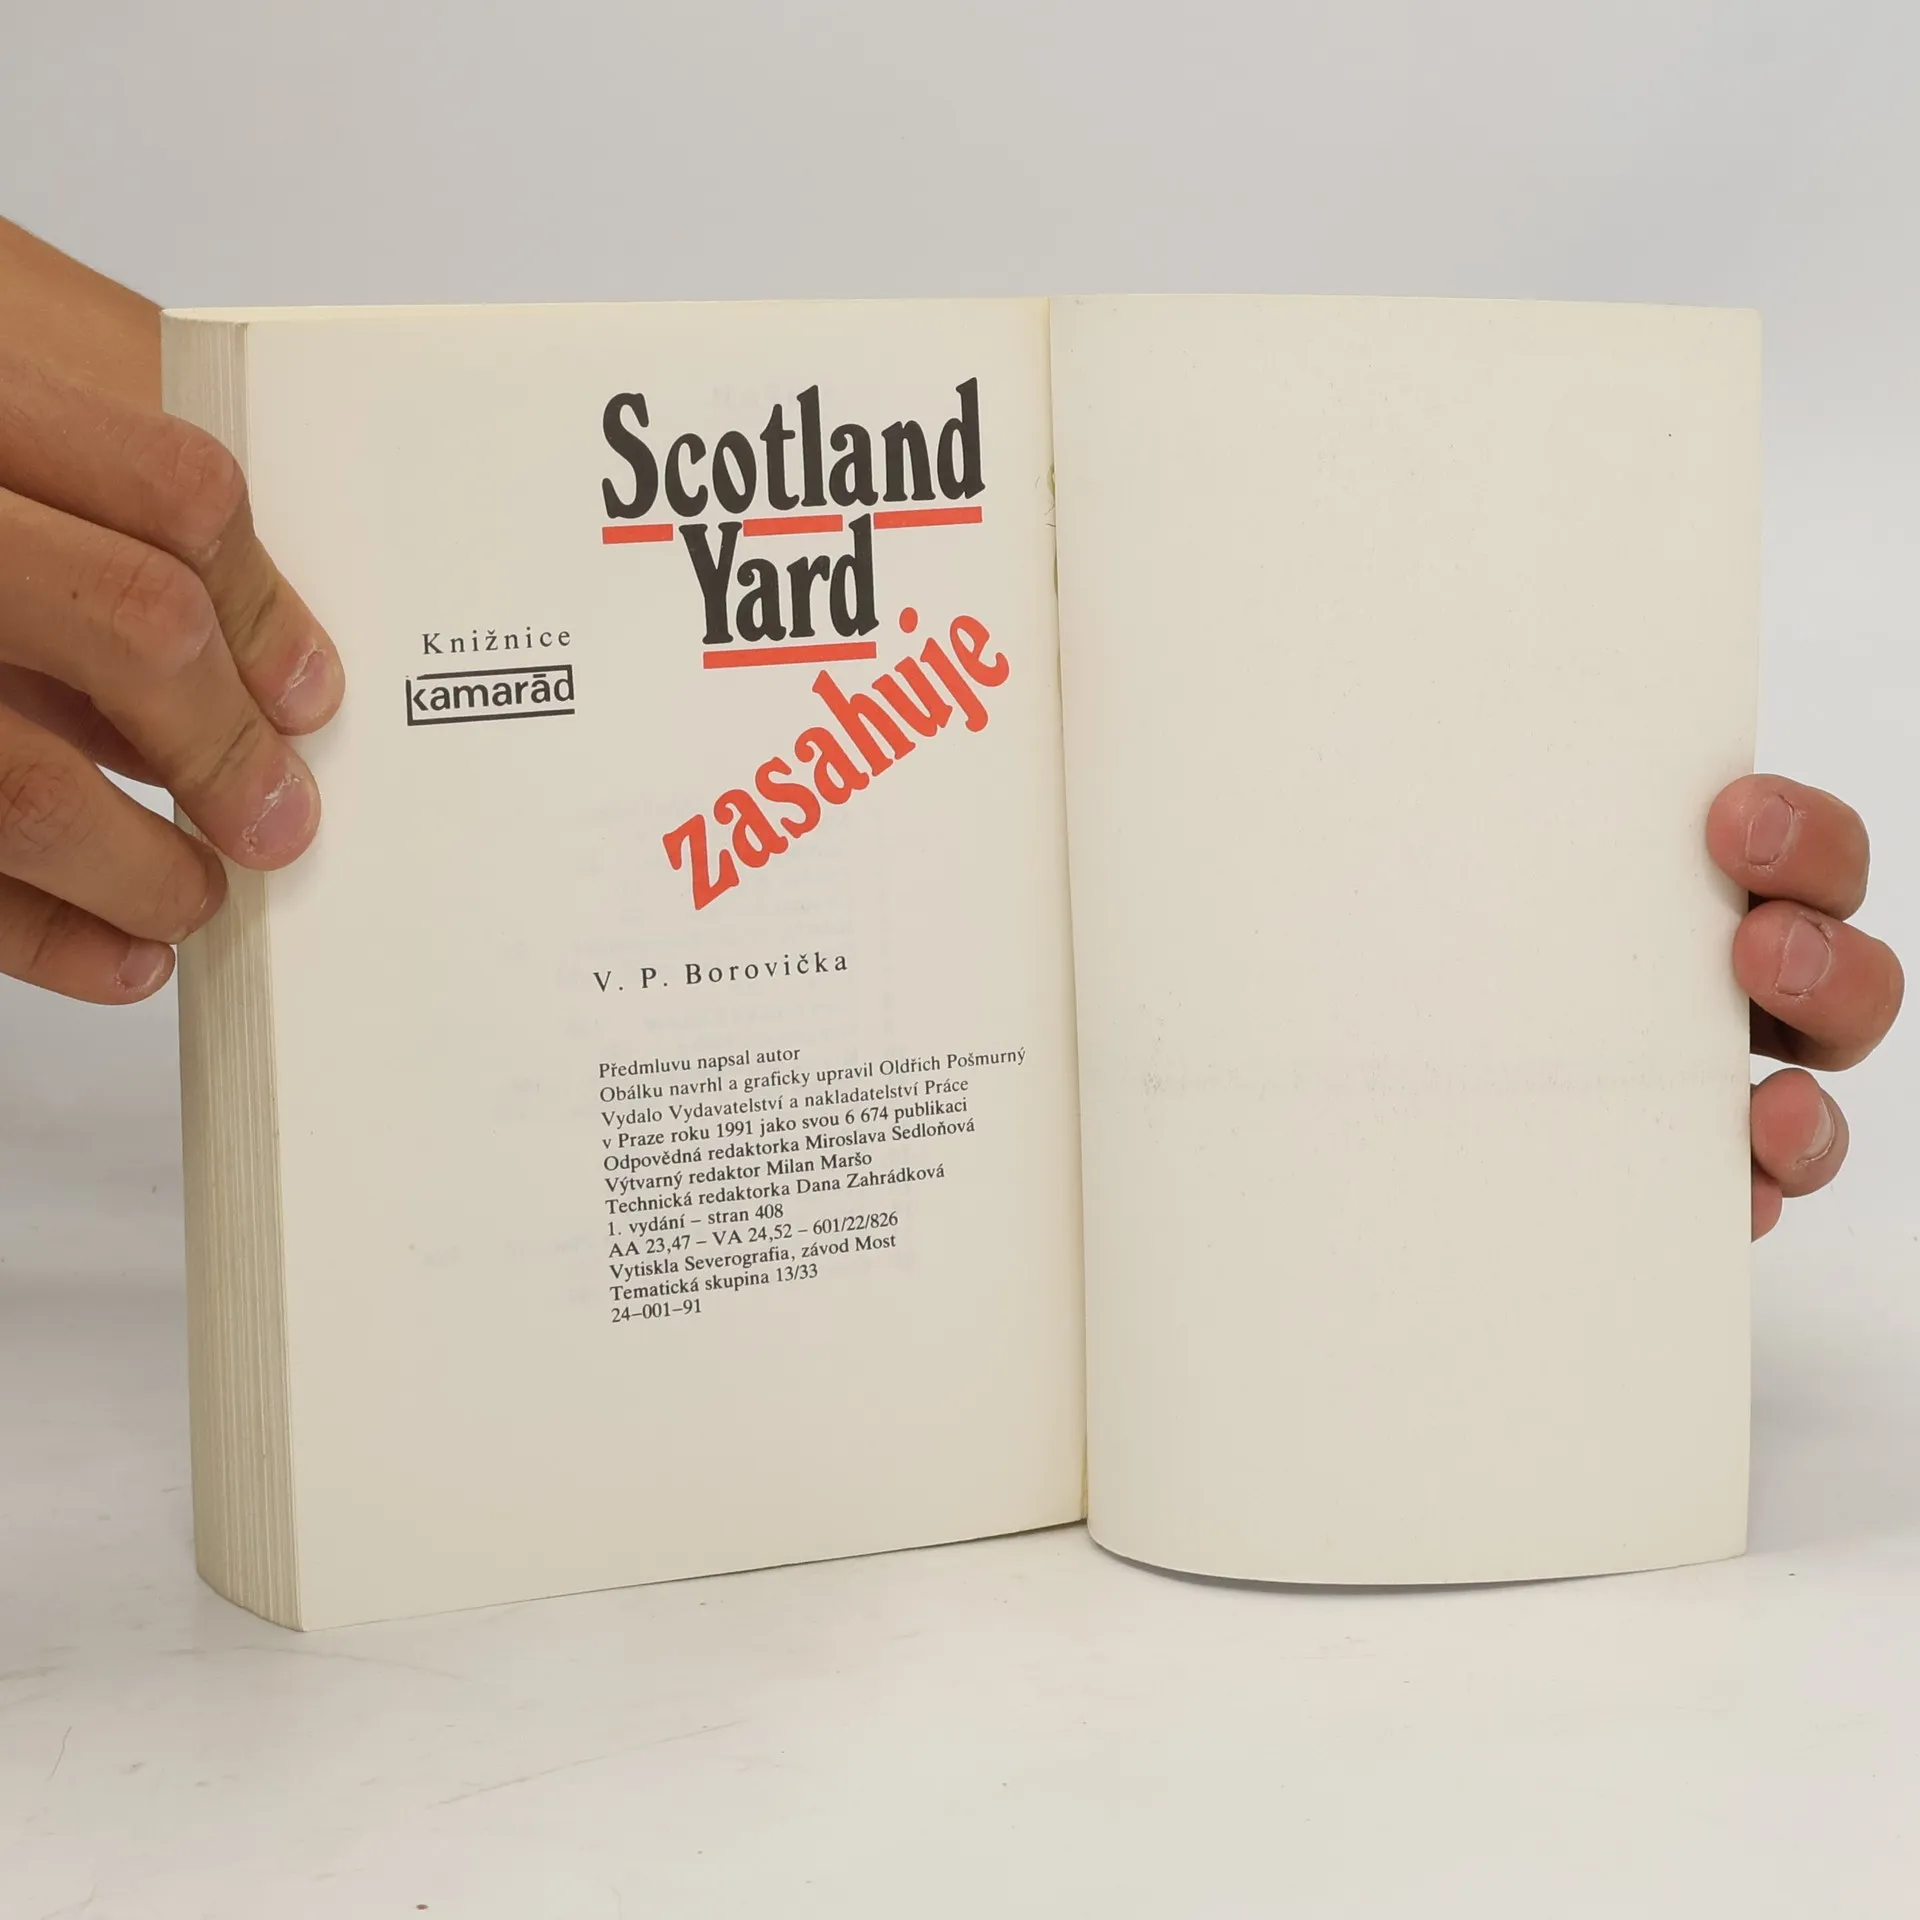 Scotland
Yard
zasahuje
Knižnice
kamarád
V. P. Borovička
Předmluvu napsal autor
Obálku navrhl a graficky upravil Oldřich Pošmurný
Vydalo Vydavatelství a nakladatelství Práce
v Praze roku 1991 jako svou 6 674 publikaci
Odpovědná redaktorka Miroslava Sedloňová
Výtvarný redaktor Milan Maršo
Technická redaktorka Dana Zahrádková
1. vydání – stran 408
AA 23,47 – VA 24,52 – 601/22/826
Vytiskla Severografia, závod Most
Tematická skupina 13/33
24–001–91